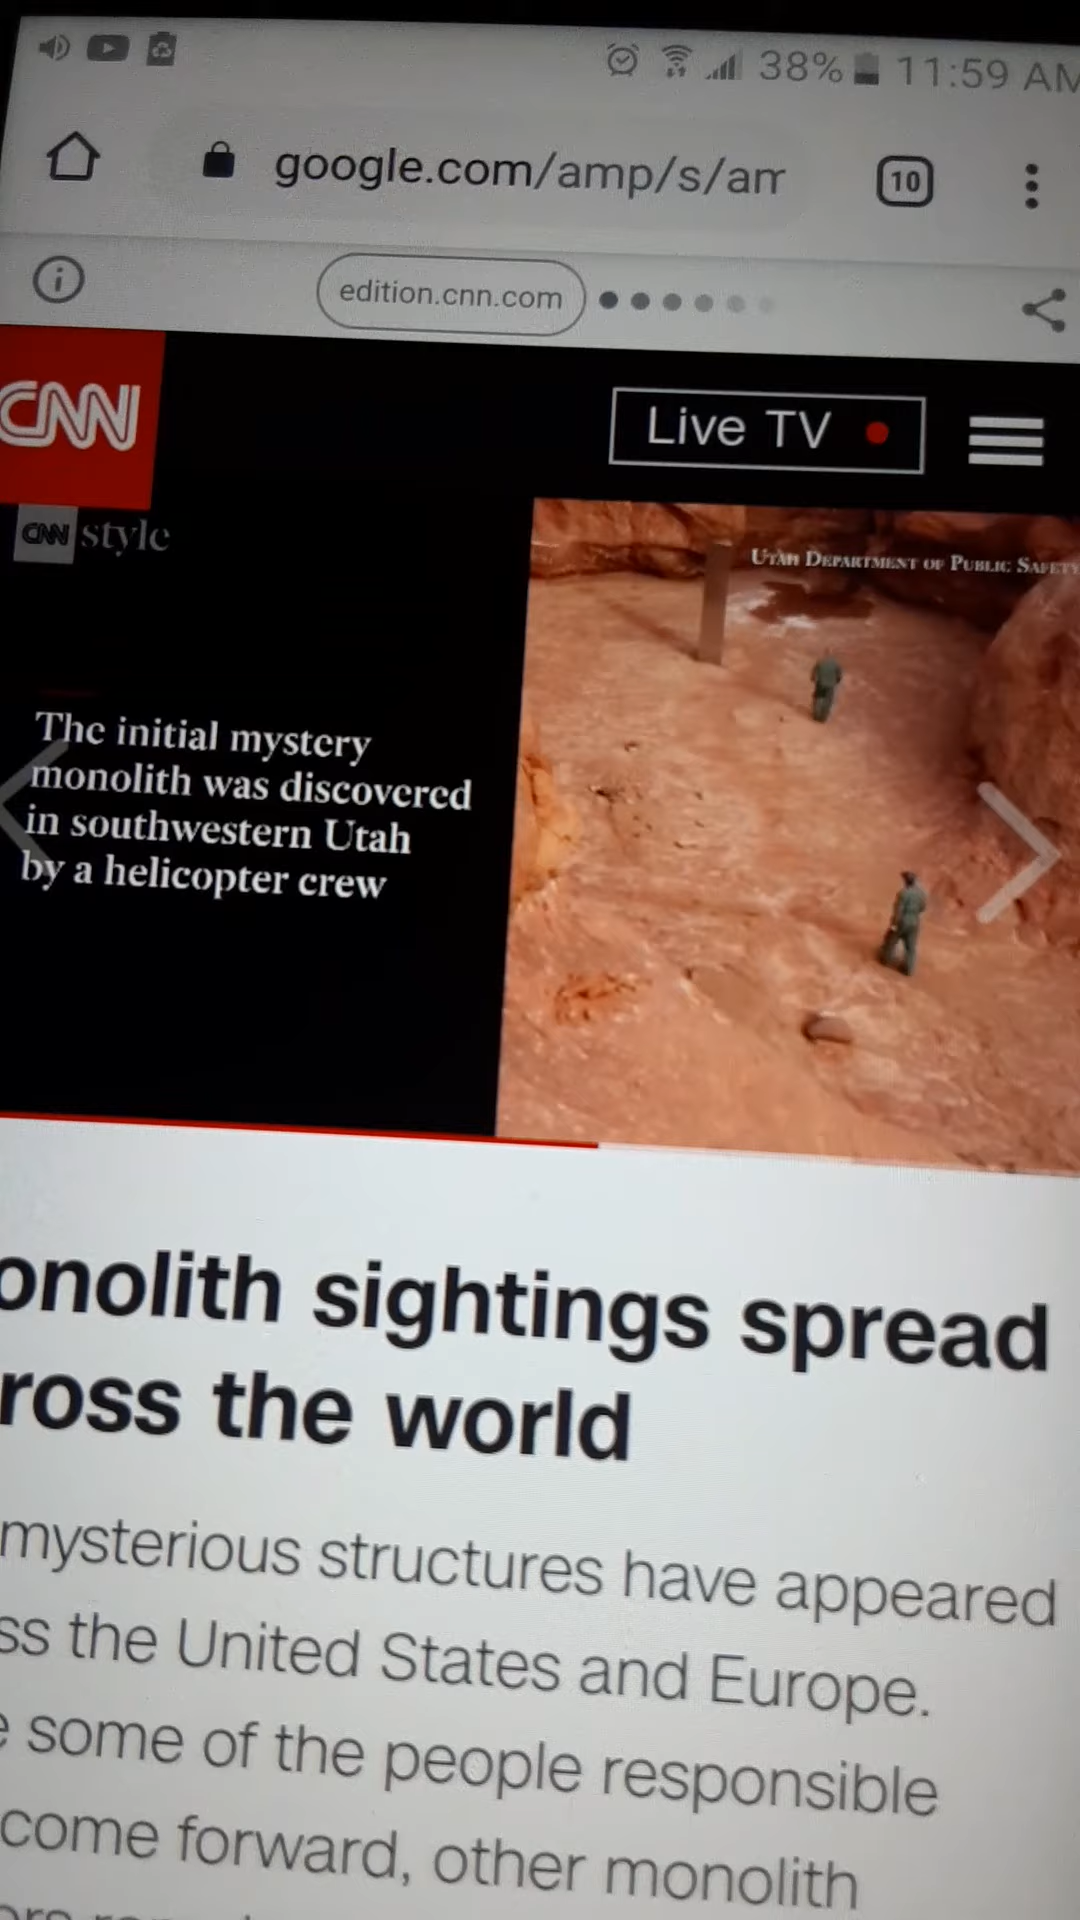 38% 11:59 AM
google.com/amp/s/am
10
edition.cnn.com
CNN
Live TV
CNN style
UTAH DEPARTMENT OF PUBLIC SAFETY
The initial mystery
monolith was discovered
in southwestern Utah
by a helicopter crew
onolith sightings spread
ross the world
mysterious structures have appeared
ss the United States and Europe.
e some of the people responsible
come forward, other monolith